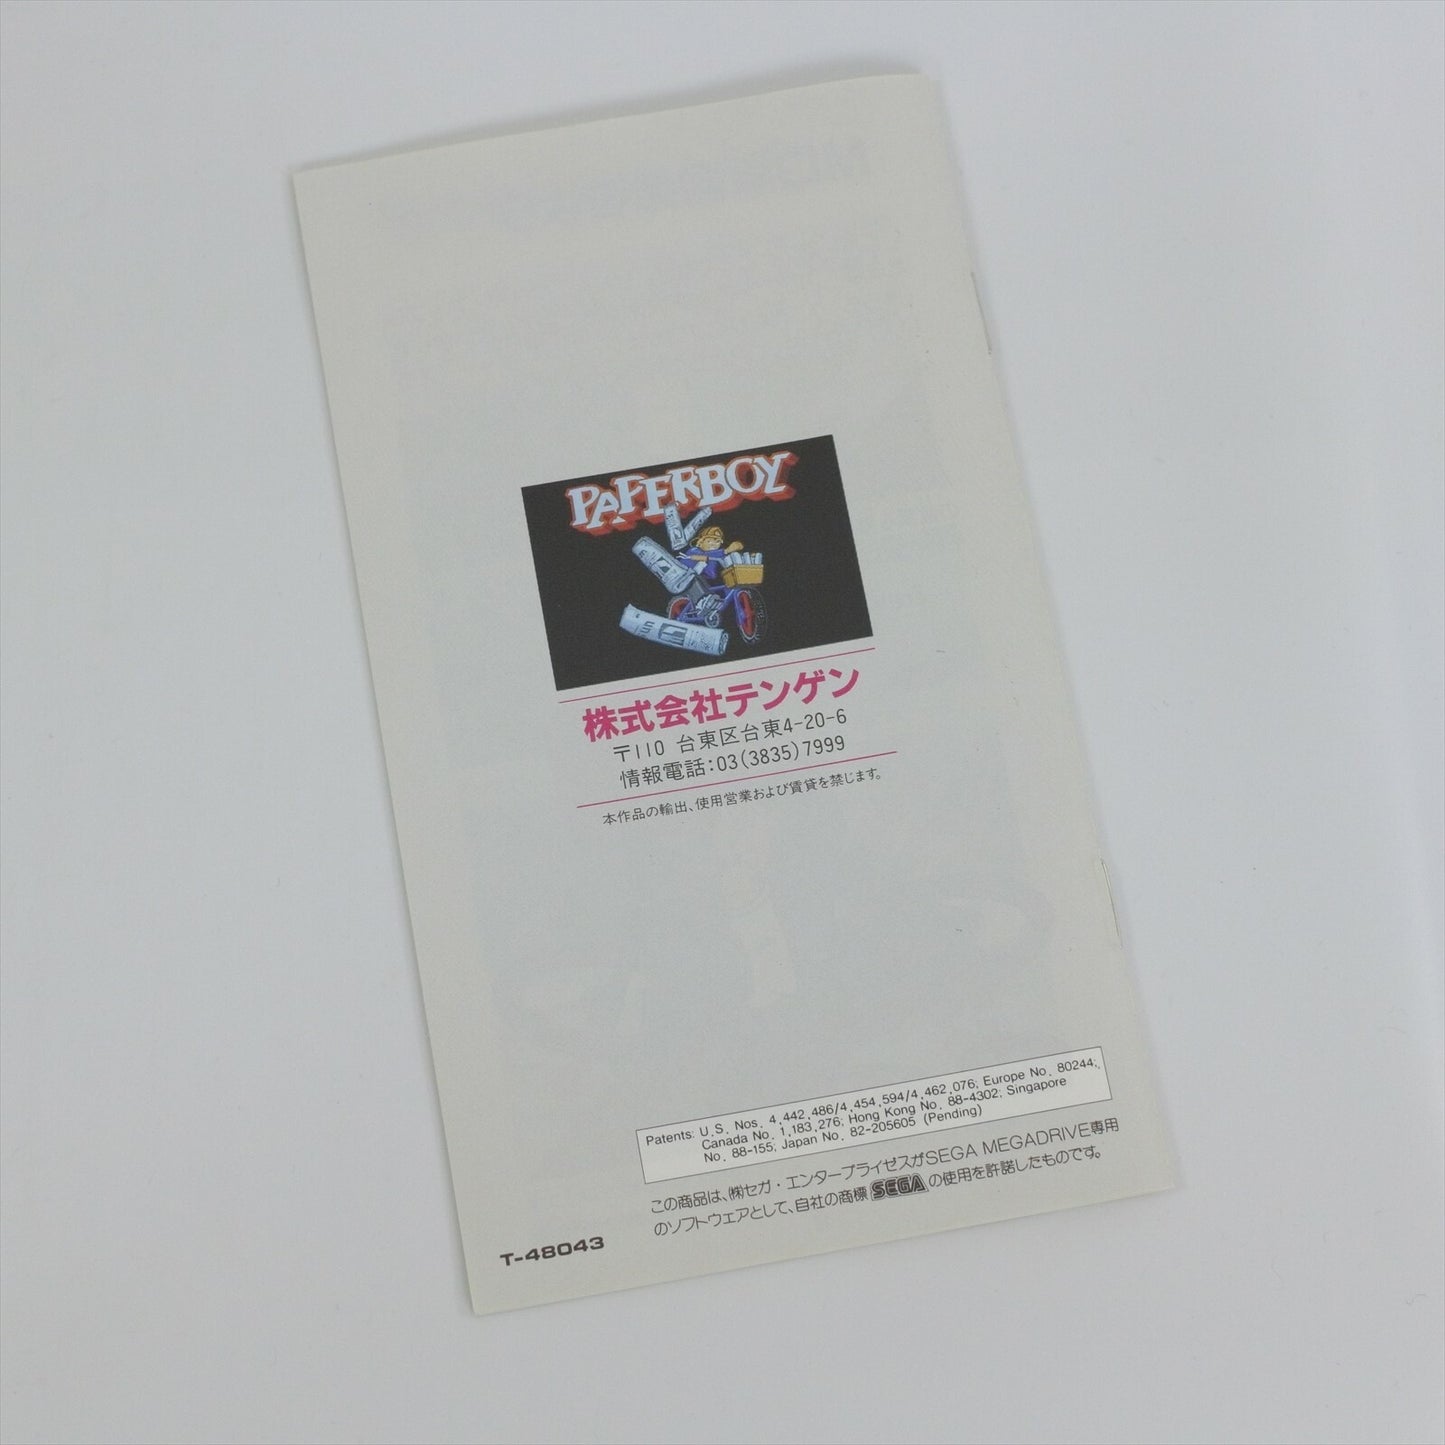 PAPERBOY
株式会社テンゲン
〒110 台東区台東4-20-6
情報電話:03(3835)7999
本作品の輸出、使用営業および賃貸を禁じます。
Patents: U.S. Nos. 4,442,486/4,454,594/4,462,076; Europe No. 80244;
Canada No. 1,183,276; Hong Kong No. 88-4302; Singapore
No. 88-155; Japan No. 82-205605 (Pending)
この商品は、㈱セガ・エンタープライゼスがSEGA MEGADRIVE専用
のソフトウェアとして、自社の商標 SEGA の使用を許諾したものです。
T-48043